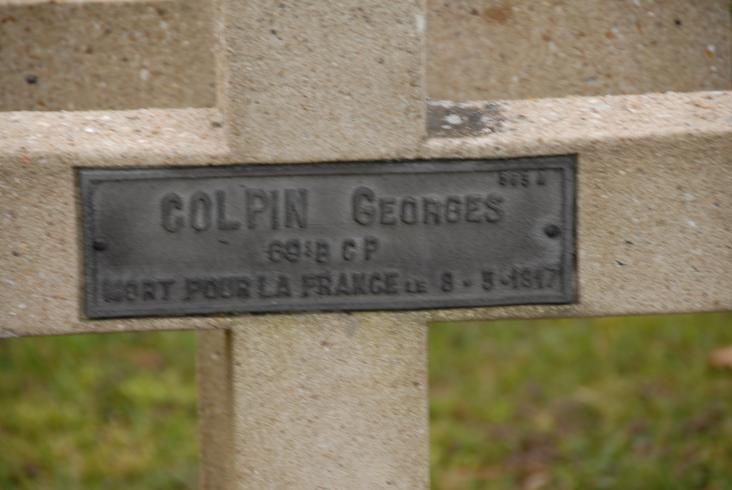 COLPIN GEORGES
69E B C P
MORT POUR LA FRANCE LE 8-5-1917